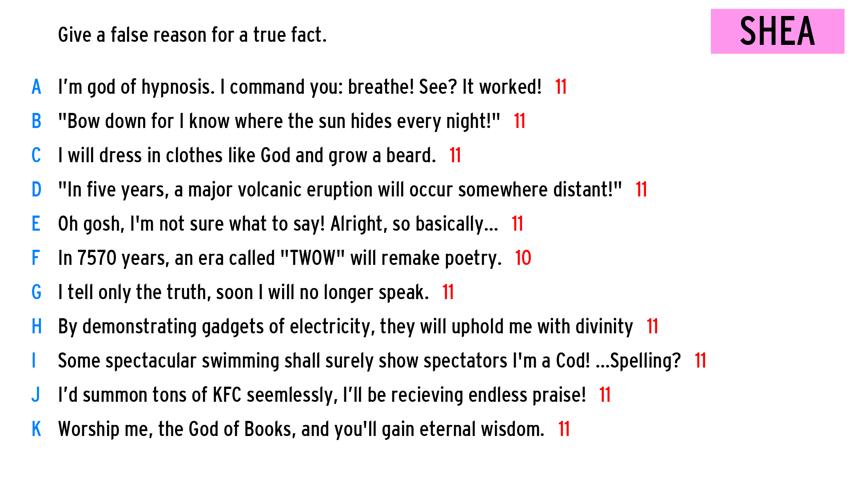 Give a false reason for a true fact.
SHEA
A I'm god of hypnosis. I command you: breathe! See? It worked! 11
B "Bow down for I know where the sun hides every night!" 11
C I will dress in clothes like God and grow a beard. 11
D "In five years, a major volcanic eruption will occur somewhere distant!" 11
E Oh gosh, I'm not sure what to say! Alright, so basically... 11
F In 7570 years, an era called "TWOW" will remake poetry. 10
G I tell only the truth, soon I will no longer speak. 11
H By demonstrating gadgets of electricity, they will uphold me with divinity 11
I Some spectacular swimming shall surely show spectators I'm a Cod! ...Spelling? 11
J I'd summon tons of KFC seemlessly, I'll be recieving endless praise! 11
K Worship me, the God of Books, and you'll gain eternal wisdom. 11